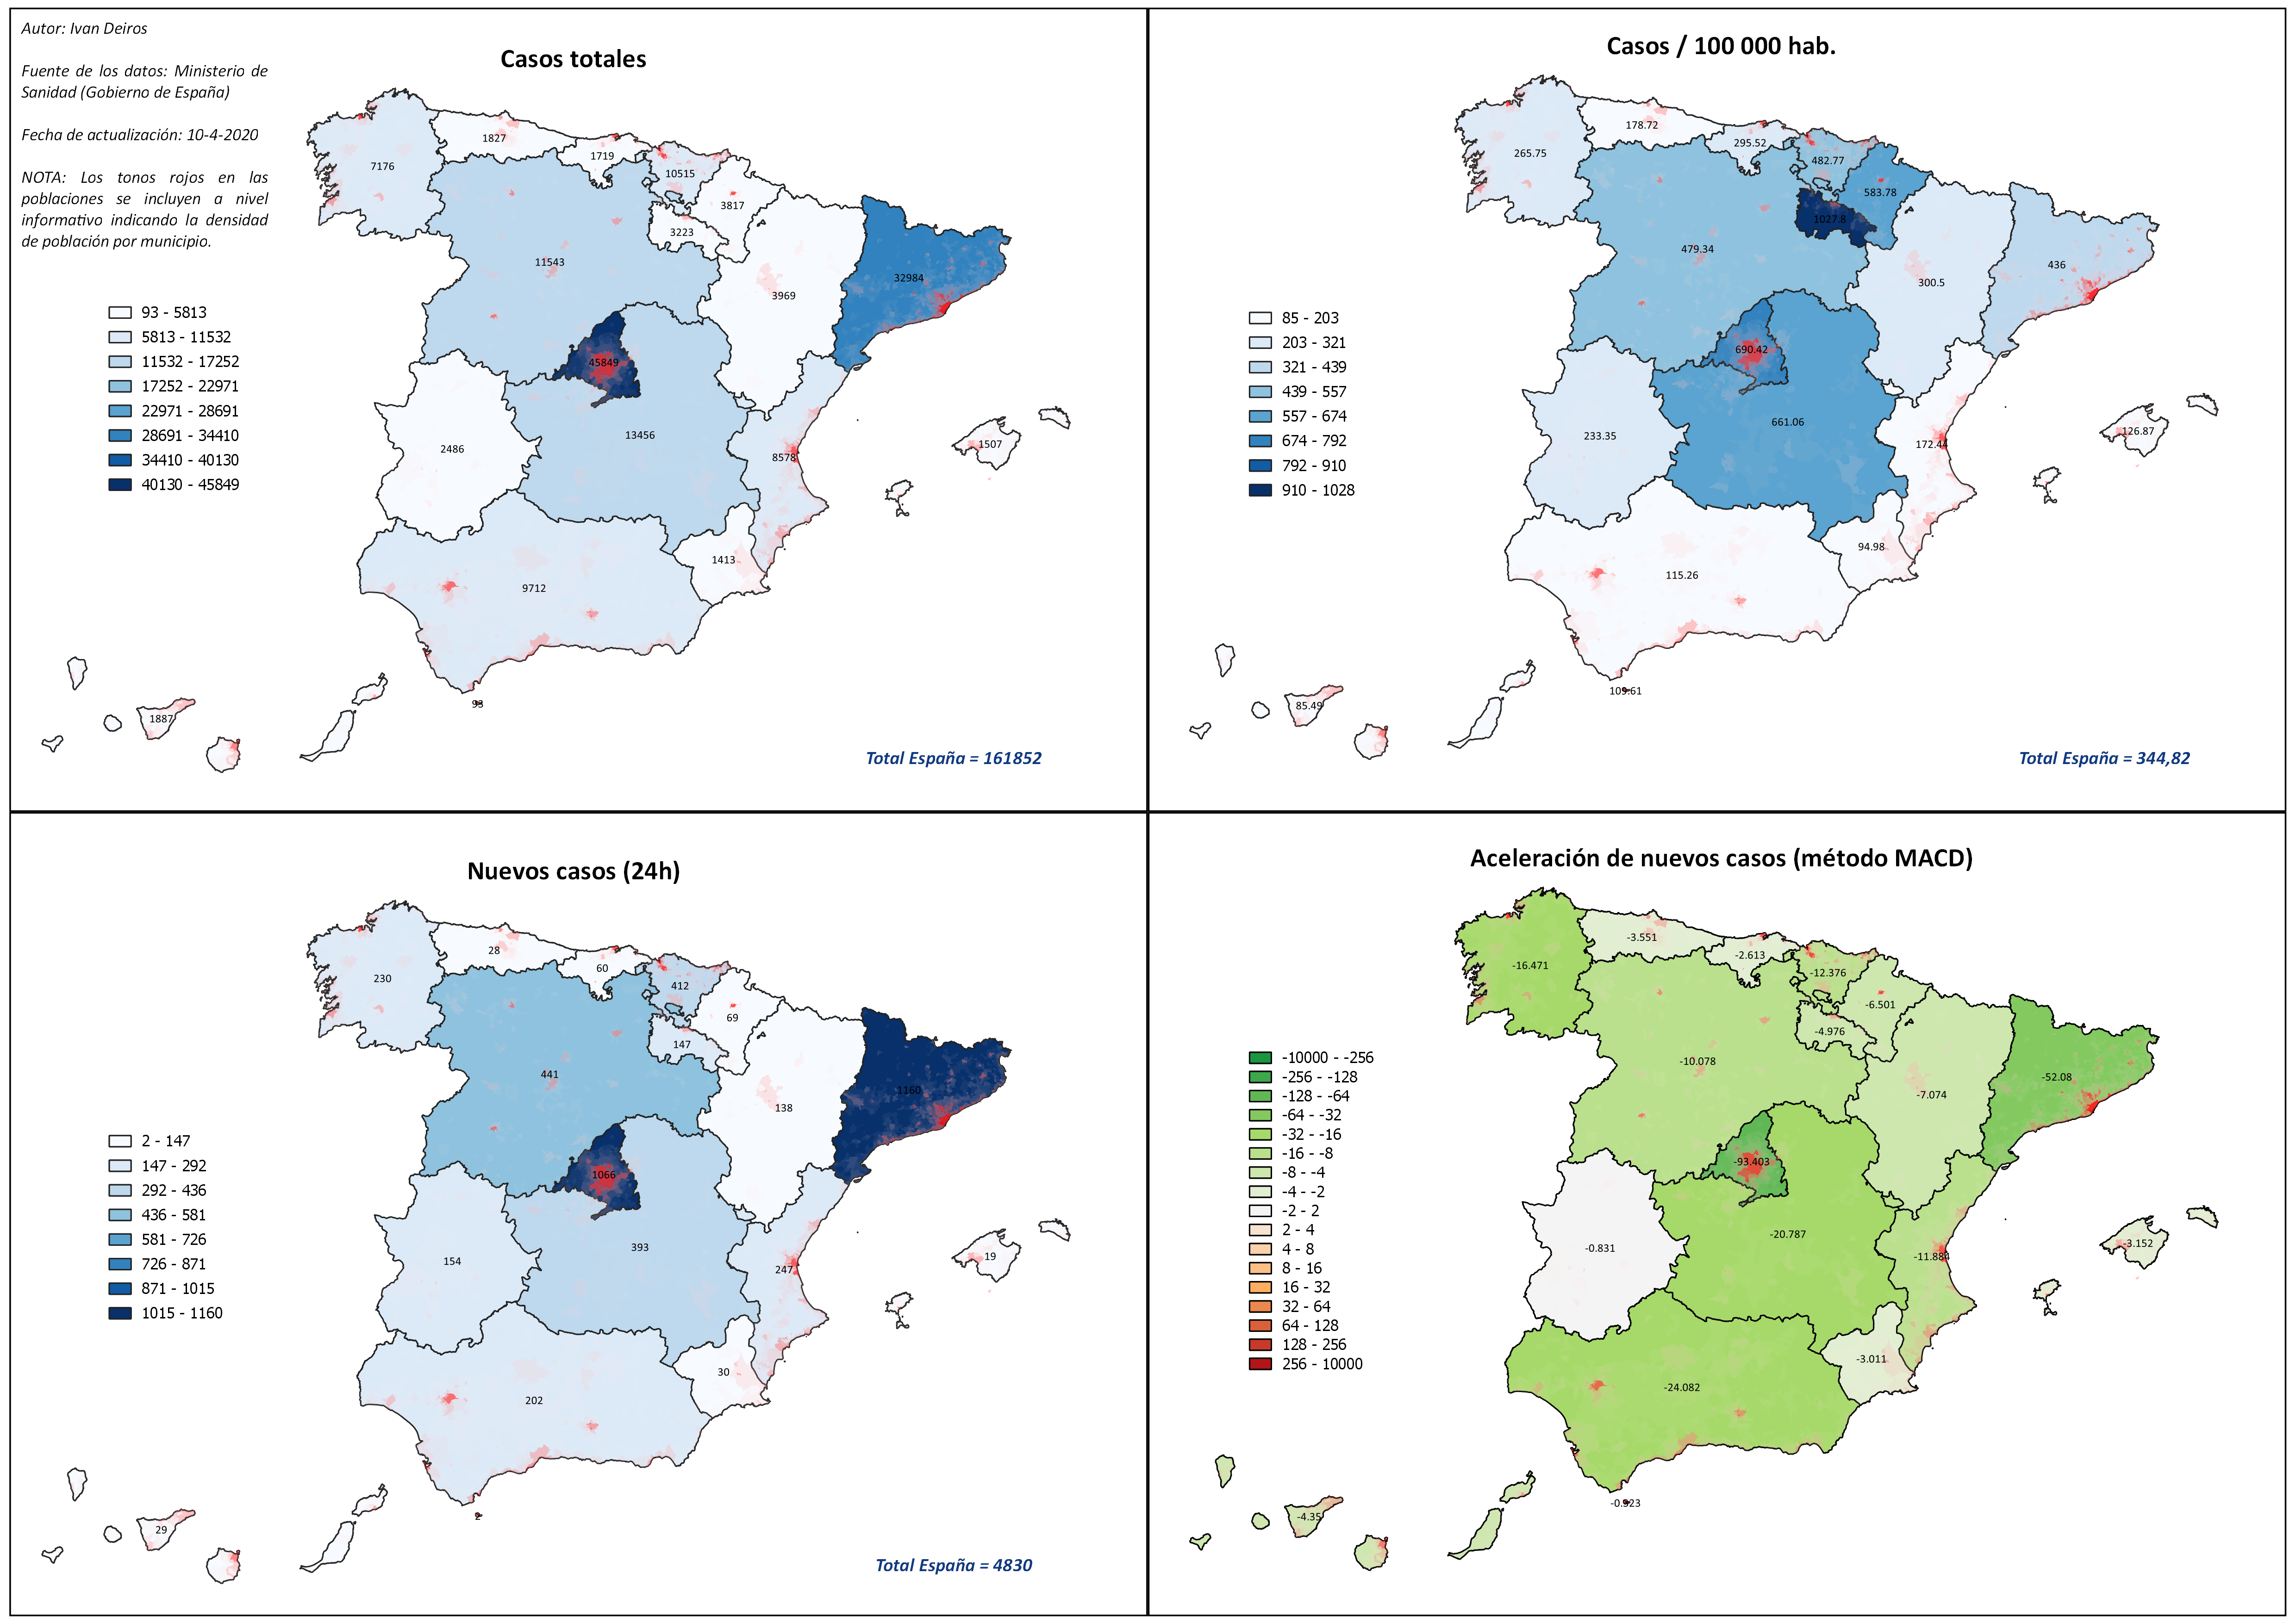 Autor: Ivan Deiros
Fuente de los datos: Ministerio de
Sanidad (Gobierno de España)
Fecha de actualización: 10-4-2020
NOTA: Los tonos rojos en las
poblaciones se incluyen a nivel
informativo indicando la densidad
de población por municipio.
Casos totales
93 - 5813
5813 - 11532
11532 - 17252
17252 - 22971
22971 - 28691
28691 - 34410
34410 - 40130
40130 - 45849
7176
1827
1719
10515
3817
3223
11543
3969
32984
45849
2486
13456
8578
1507
1413
9712
93
1887
Total España = 161852
Casos / 100 000 hab.
85 - 203
203 - 321
321 - 439
439 - 557
557 - 674
674 - 792
792 - 910
910 - 1028
265.75
178.72
295.52
482.77
583.78
1027.8
479.34
300.5
436
690.42
233.35
661.06
172.44
126.87
94.98
115.26
109.61
85.49
Total España = 344,82
Nuevos casos (24h)
2 - 147
147 - 292
292 - 436
436 - 581
581 - 726
726 - 871
871 - 1015
1015 - 1160
230
28
60
412
69
147
441
138
1160
1066
154
393
247
19
30
202
2
29
Total España = 4830
Aceleración de nuevos casos (método MACD)
-10000 - -256
-256 - -128
-128 - -64
-64 - -32
-32 - -16
-16 - -8
-8 - -4
-4 - -2
-2 - 2
2 - 4
4 - 8
8 - 16
16 - 32
32 - 64
64 - 128
128 - 256
256 - 10000
-16.471
-3.551
-2.613
-12.376
-6.501
-4.976
-10.078
-7.074
-52.08
-93.403
-0.831
-20.787
-11.884
-3.152
-3.011
-24.082
-0.923
-4.35